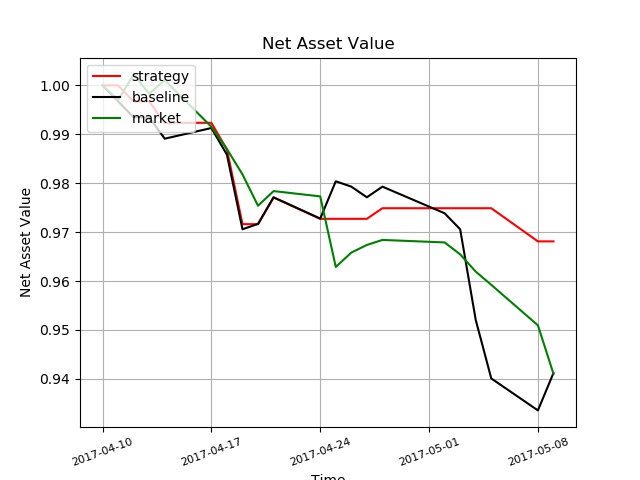 Net Asset Value
strategy
baseline
market
1.00
0.99
0.98
0.97
0.96
0.95
0.94
Net Asset Value
2017-04-10
2017-04-17
2017-04-24
2017-05-01
2017-05-08
Time